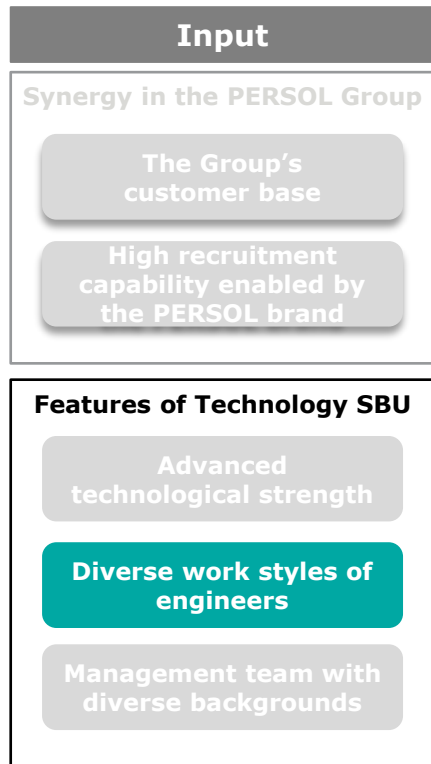 Input
Synergy in the PERSOL Group
The Group’s
customer base
High recruitment
capability enabled by
the PERSOL brand
Features of Technology SBU
Advanced
technological strength
Diverse work styles of
engineers
Management team with
diverse backgrounds